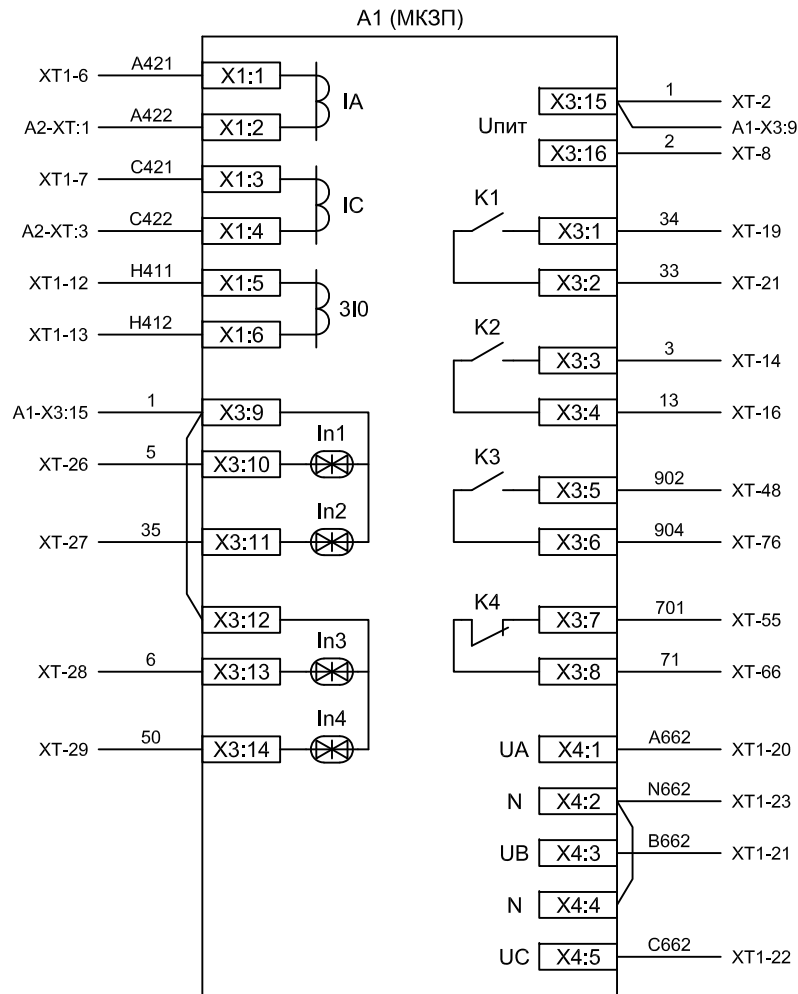 A1 (МКЗП)
XT1-6 A421 X1:1
IA
A2-XT:1 A422 X1:2
XT1-7 C421 X1:3
IC
A2-XT:3 C422 X1:4
XT1-12 H411 X1:5
3I0
XT1-13 H412 X1:6
A1-X3:15 1 X3:9
In1
XT-26 5 X3:10
In2
XT-27 35 X3:11
X3:12
In3
XT-28 6 X3:13
In4
XT-29 50 X3:14
X3:15 1 XT-2
Uпит
A1-X3:9
X3:16 2 XT-8
K1
X3:1 34 XT-19
X3:2 33 XT-21
K2
X3:3 3 XT-14
X3:4 13 XT-16
K3
X3:5 902 XT-48
X3:6 904 XT-76
K4
X3:7 701 XT-55
X3:8 71 XT-66
UA X4:1 A662 XT1-20
N X4:2 N662 XT1-23
UB X4:3 B662 XT1-21
N X4:4
UC X4:5 C662 XT1-22